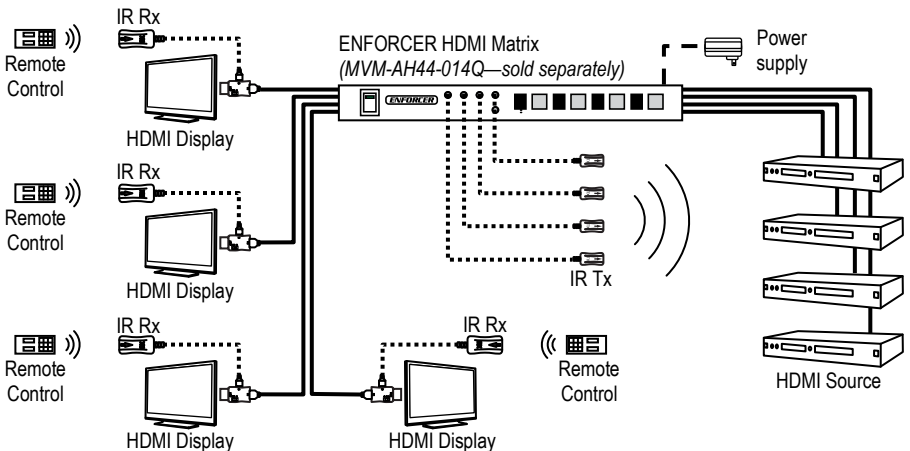 IR Rx
Remote
Control
HDMI Display
ENFORCER HDMI Matrix
(MVM-AH44-014Q—sold separately)
Power
supply
ENFORCER
IR Rx
Remote
Control
HDMI Display
IR Tx
IR Rx
Remote
Control
HDMI Display
IR Rx
Remote
Control
HDMI Display
HDMI Source